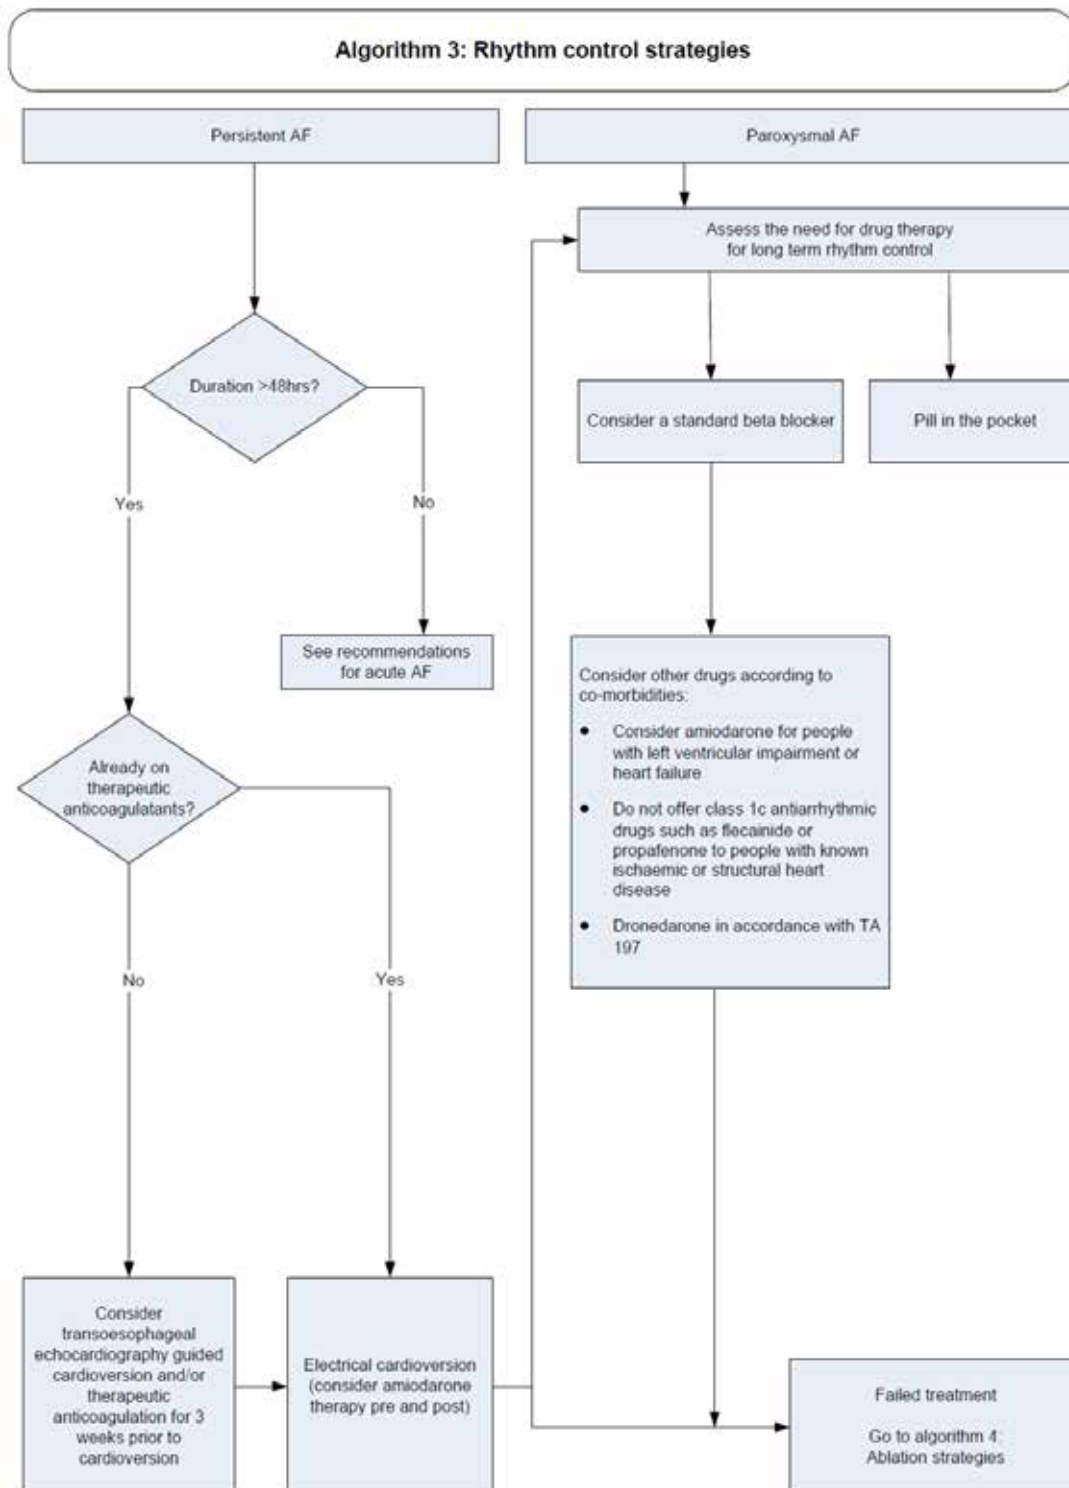 Algorithm 3: Rhythm control strategies
Persistent AF
Paroxysmal AF
Assess the need for drug therapy
for long term rhythm control
Duration >48hrs?
Consider a standard beta blocker
Pill in the pocket
Yes
No
See recommendations
for acute AF
Consider other drugs according to
co-morbidities:
• Consider amiodarone for people
with left ventricular impairment or
heart failure
• Do not offer class 1c antiarrhythmic
drugs such as flecainide or
propafenone to people with known
ischaemic or structural heart
disease
• Dronedarone in accordance with TA
197
Already on
therapeutic
anticoagulatants?
No
Yes
Consider
transoesophageal
echocardiography guided
cardioversion and/or
therapeutic
anticoagulation for 3
weeks prior to
cardioversion
Electrical cardioversion
(consider amiodarone
therapy pre and post)
Failed treatment
Go to algorithm 4:
Ablation strategies